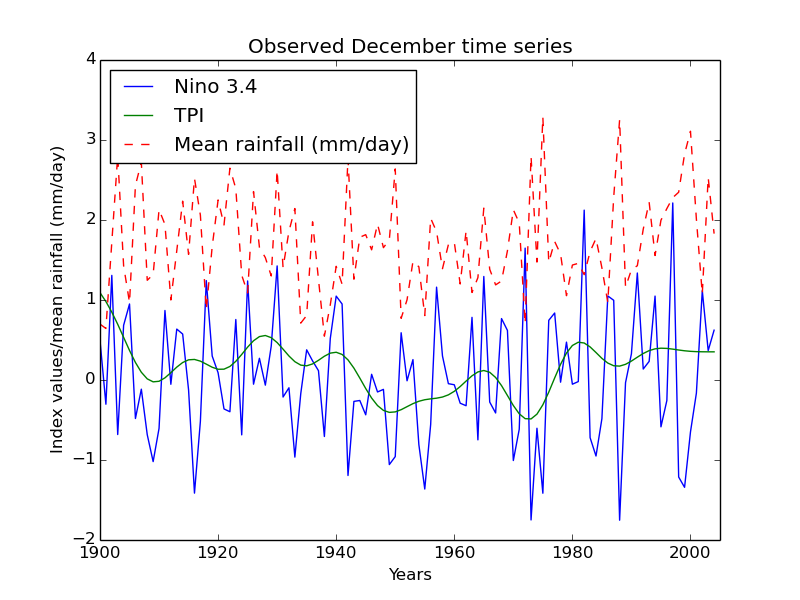 Observed December time series
Nino 3.4
TPI
Mean rainfall (mm/day)
Index values/mean rainfall (mm/day)
4
3
2
1
0
−1
−2
1900 1920 1940 1960 1980 2000
Years